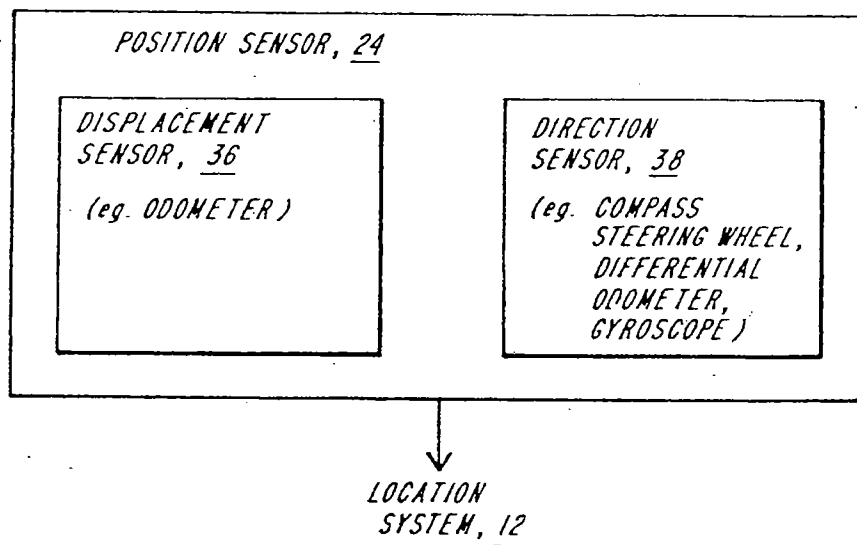 POSITION SENSOR, 24
DISPLACEMENT
SENSOR, 36
(eg. ODOMETER)
DIRECTION
SENSOR, 38
(eg. COMPASS
STEERING WHEEL,
DIFFERENTIAL
ODOMETER,
GYROSCOPE)
LOCATION
SYSTEM, 12